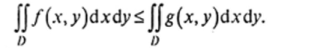 ∬_D f(x, y)dxdy ≤ ∬_D g(x, y)dxdy.